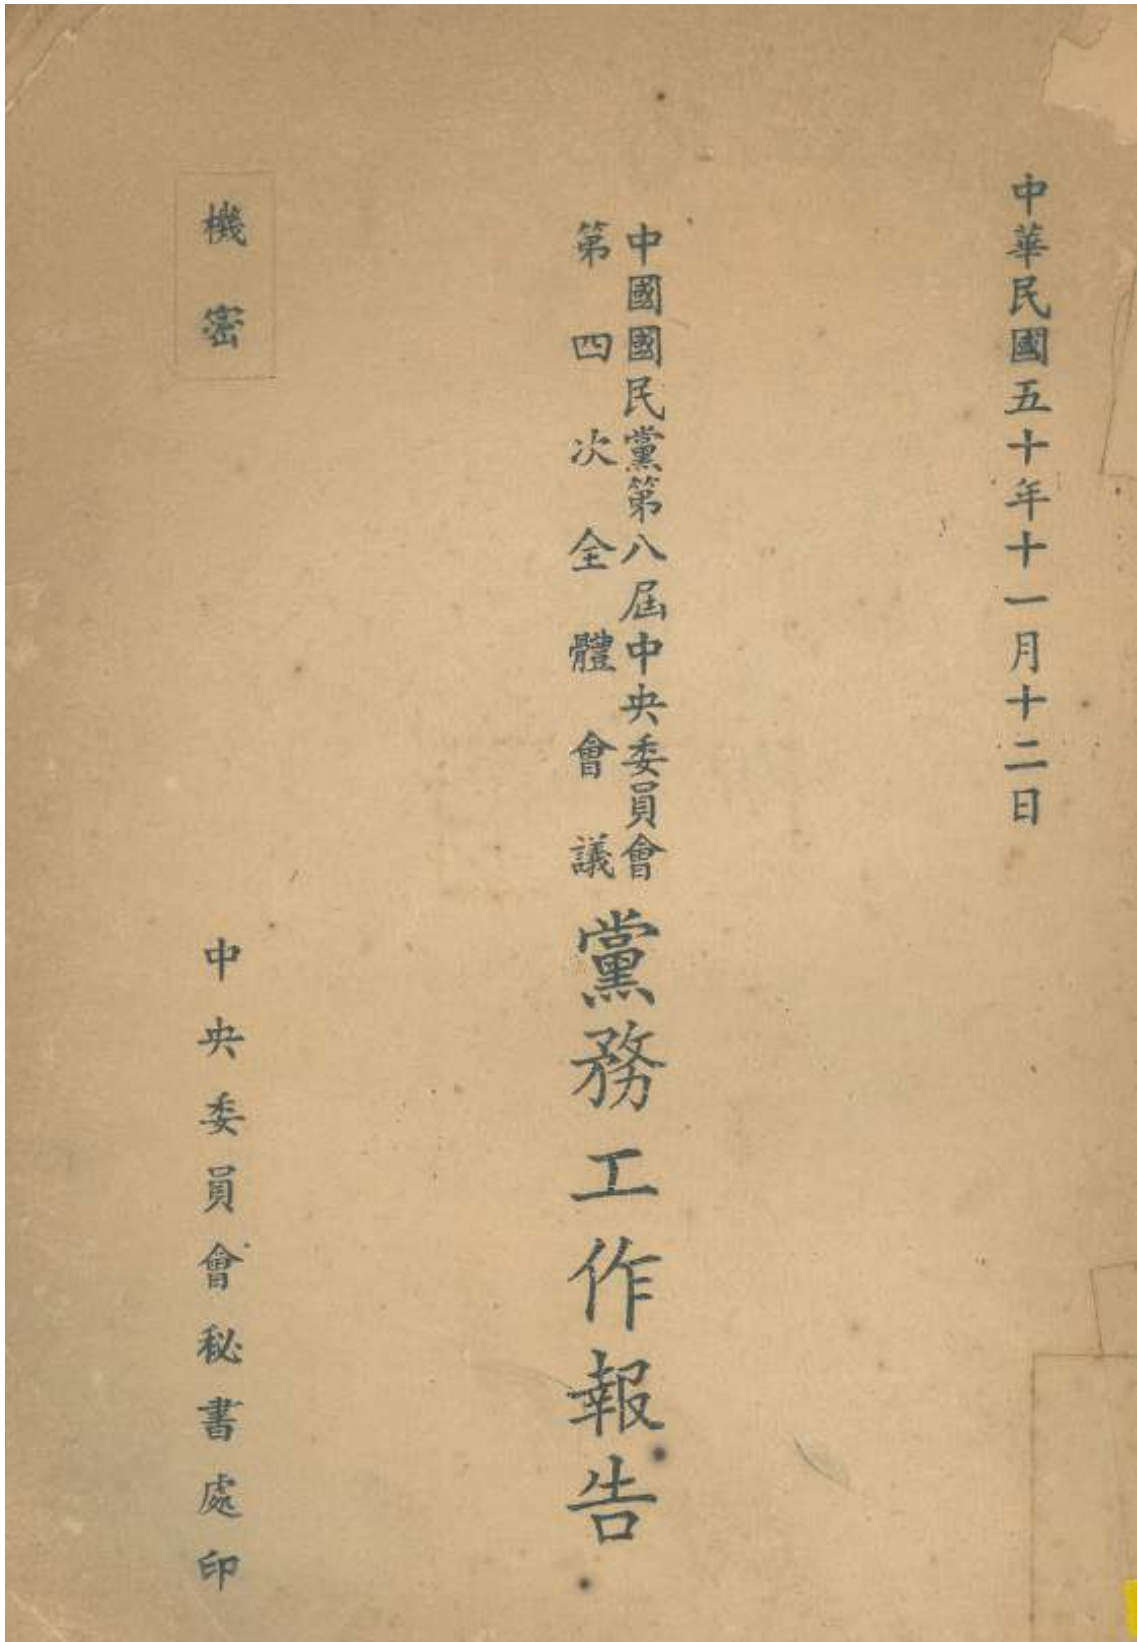 中華民國五十年十一月十二日
中國國民黨第八屆中央委員會
第四次全體會議
黨務工作報告
機密
中央委員會秘書處印